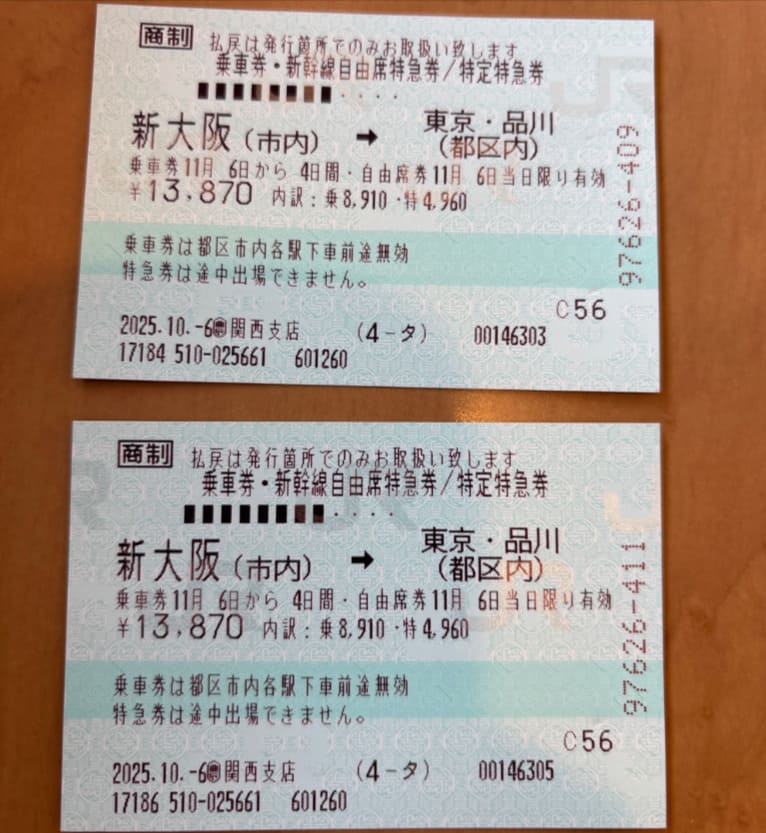 商制 払戻は発行箇所でのみお取扱い致します
乗車券・新幹線自由席特急券/特定特急券
■■■■■■■■・・・・
新大阪(市内) → 東京・品川(都区内)
乗車券11月 6日から 4日間・自由席券11月 6日当日限り有効
¥13,870 内訳:乗8,910・特4,960
97626-409
乗車券は都区市内各駅下車前途無効
特急券は途中出場できません。
C56
2025.10.-6 関西支店 (4-タ) 00146303
17184 510-025661 601260
商制 払戻は発行箇所でのみお取扱い致します
乗車券・新幹線自由席特急券/特定特急券
■■■■■■■■・・・・
新大阪(市内) → 東京・品川(都区内)
乗車券11月 6日から 4日間・自由席券11月 6日当日限り有効
¥13,870 内訳:乗8,910・特4,960
97626-411
乗車券は都区市内各駅下車前途無効
特急券は途中出場できません。
C56
2025.10.-6 関西支店 (4-タ) 00146305
17186 510-025661 601260